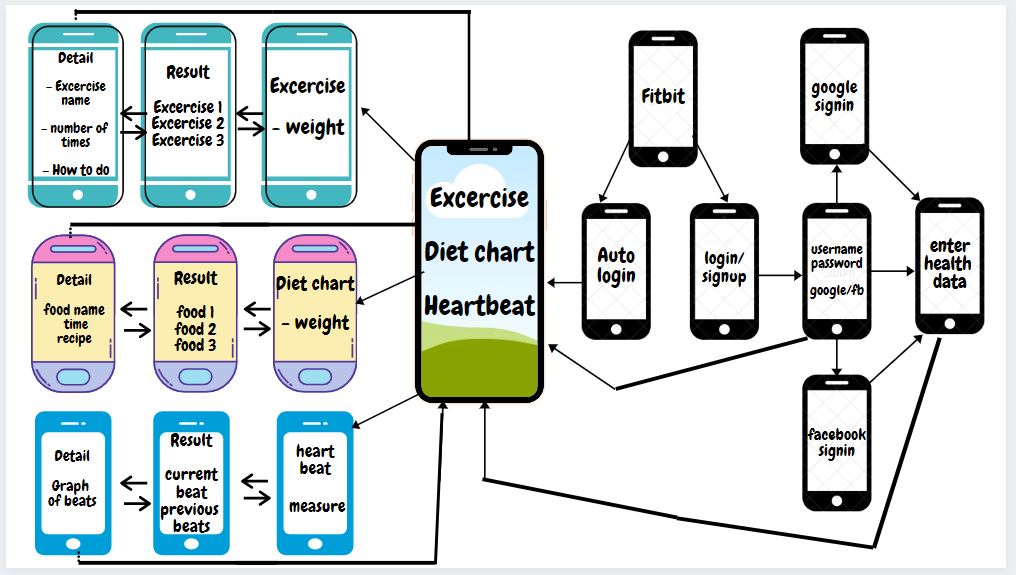 Detail
- Excercise
name
- number of
times
- How to do
Result
Excercise 1
Excercise 2
Excercise 3
Excercise
- weight
Detail
food name
time
recipe
Result
food 1
food 2
food 3
Diet chart
- weight
Detail
Graph
of beats
Result
current
beat
previous
beats
heart
beat
measure
Excercise
Diet chart
Heartbeat
Fitbit
Auto
login
login/
signup
google
signin
username
password
google/fb
facebook
signin
enter
health
data